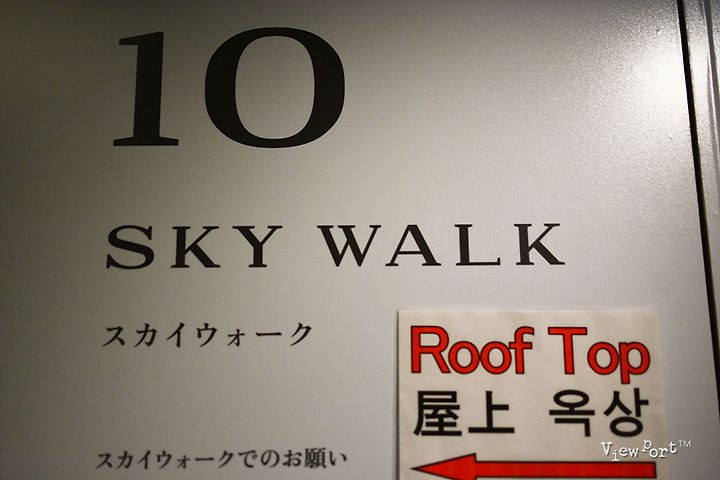 10
SKY WALK
スカイウォーク
Roof Top
屋上 옥상
スカイウォークでのお願い
Viewport™